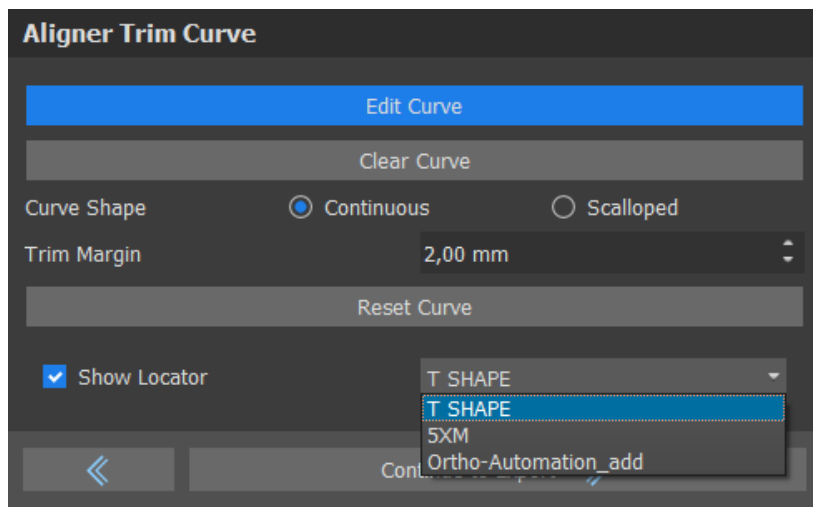 Aligner Trim Curve
Edit Curve
Clear Curve
Curve Shape Continuous Scalloped
Trim Margin 2,00 mm
Reset Curve
Show Locator T SHAPE
T SHAPE
5XM
Ortho-Automation_add